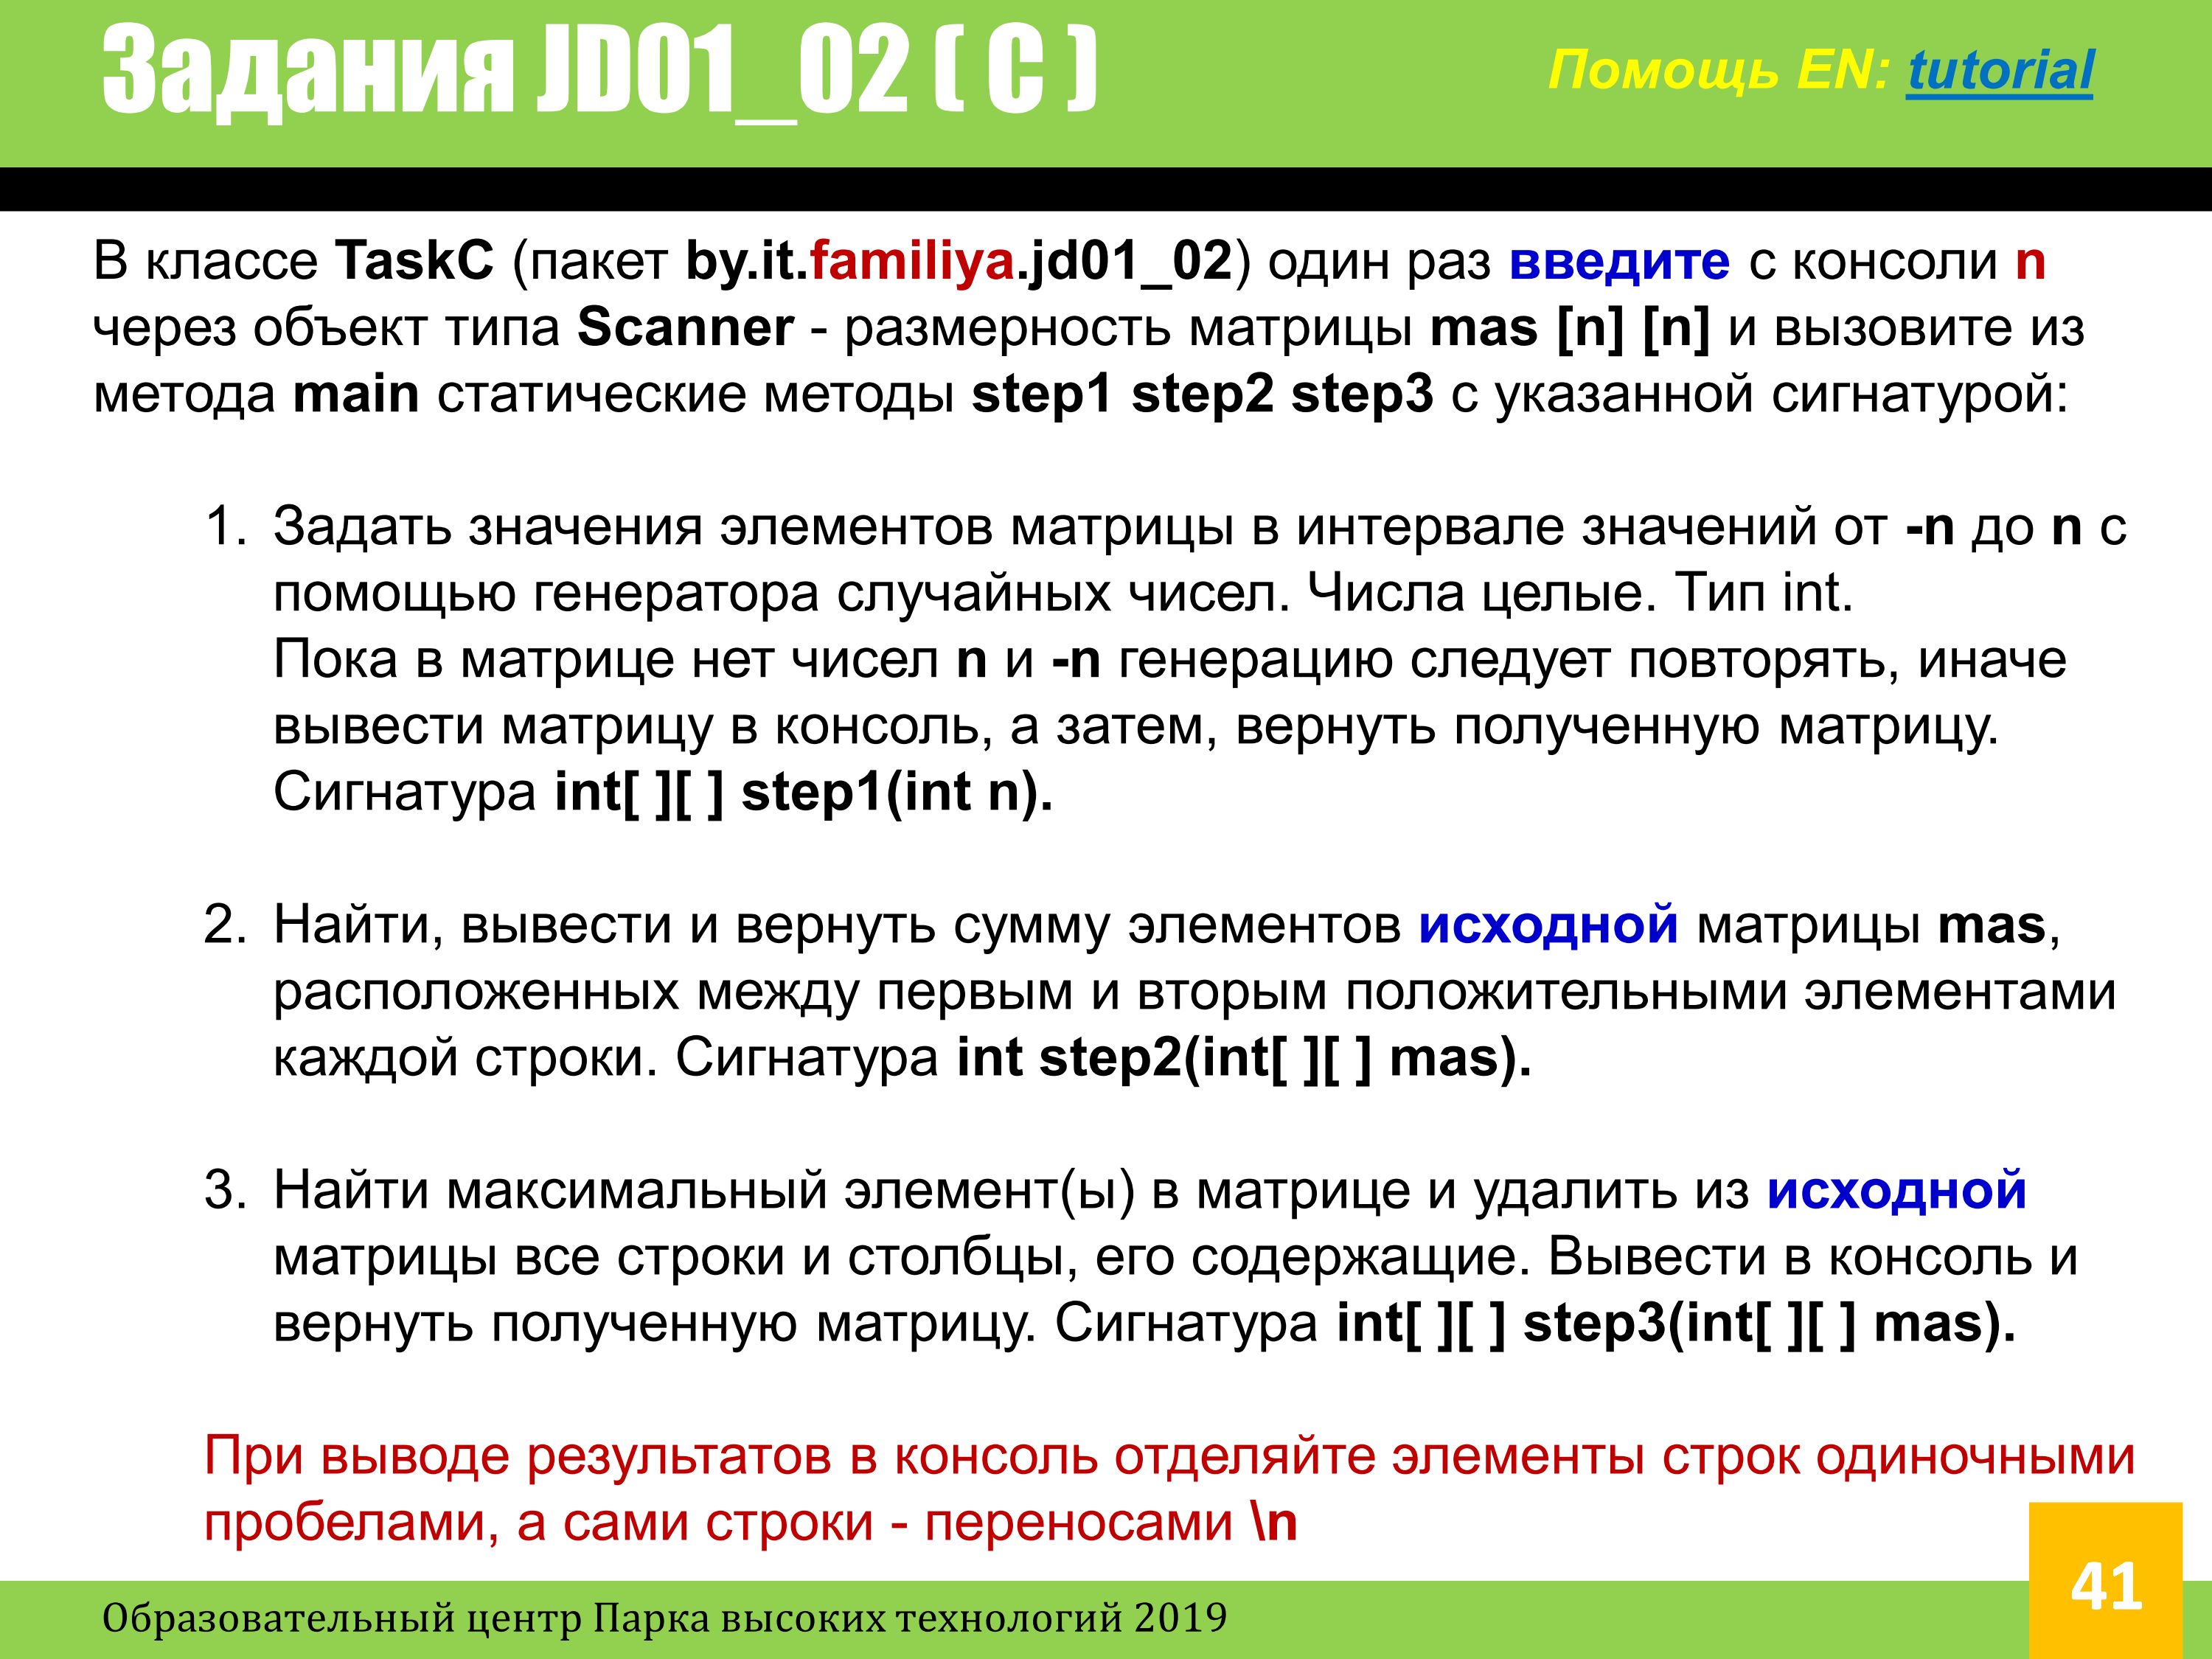 Задания JD01_02 ( C )
Помощь EN: tutorial
В классе TaskC (пакет by.it.familiya.jd01_02) один раз введите с консоли n
через объект типа Scanner - размерность матрицы mas [n] [n] и вызовите из
метода main статические методы step1 step2 step3 с указанной сигнатурой:
1. Задать значения элементов матрицы в интервале значений от -n до n с
помощью генератора случайных чисел. Числа целые. Тип int.
Пока в матрице нет чисел n и -n генерацию следует повторять, иначе
вывести матрицу в консоль, а затем, вернуть полученную матрицу.
Сигнатура int[ ][ ] step1(int n).
2. Найти, вывести и вернуть сумму элементов исходной матрицы mas,
расположенных между первым и вторым положительными элементами
каждой строки. Сигнатура int step2(int[ ][ ] mas).
3. Найти максимальный элемент(ы) в матрице и удалить из исходной
матрицы все строки и столбцы, его содержащие. Вывести в консоль и
вернуть полученную матрицу. Сигнатура int[ ][ ] step3(int[ ][ ] mas).
При выводе результатов в консоль отделяйте элементы строк одиночными
пробелами, а сами строки - переносами \n
41
Образовательный центр Парка высоких технологий 2019